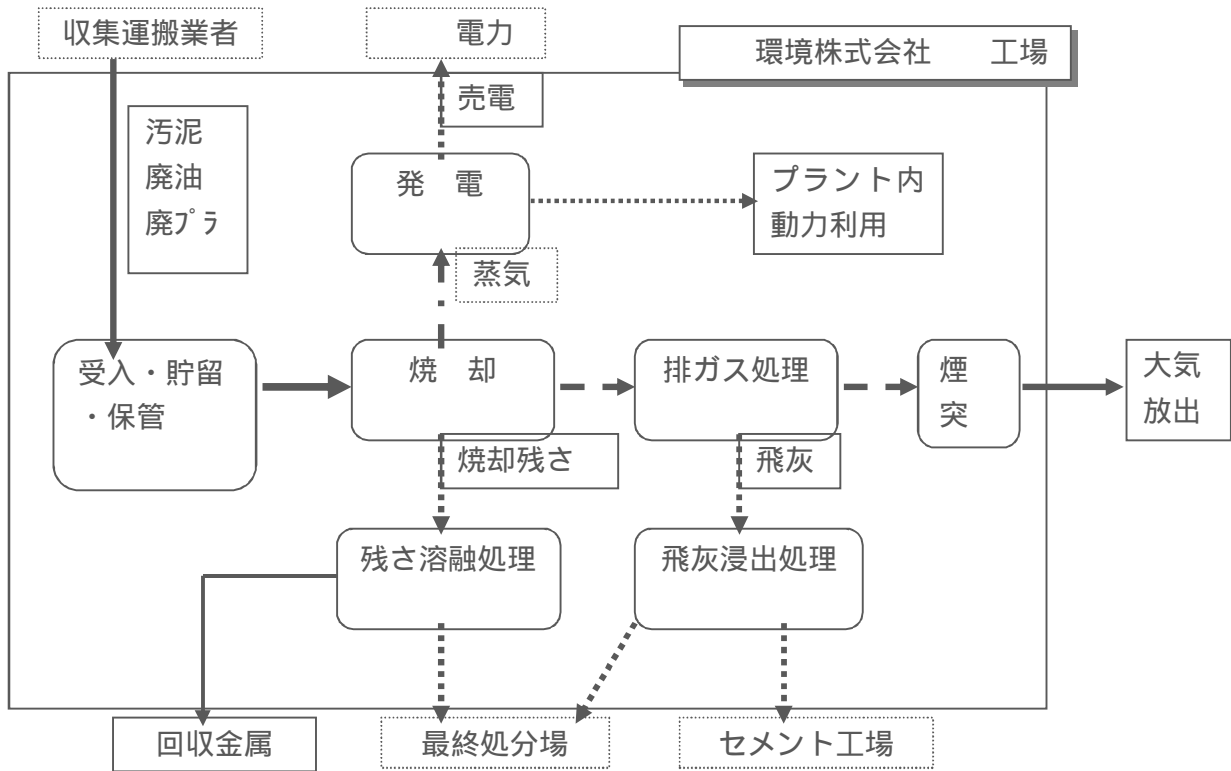 収集運搬業者
電力
環境株式会社　　工場
売電
汚泥
廃油
廃ﾌﾟﾗ
発　電
プラント内
動力利用
蒸気
受入・貯留
・保管
焼　却
排ガス処理
煙
突
大気
放出
焼却残さ
飛灰
残さ溶融処理
飛灰浸出処理
回収金属
最終処分場
セメント工場